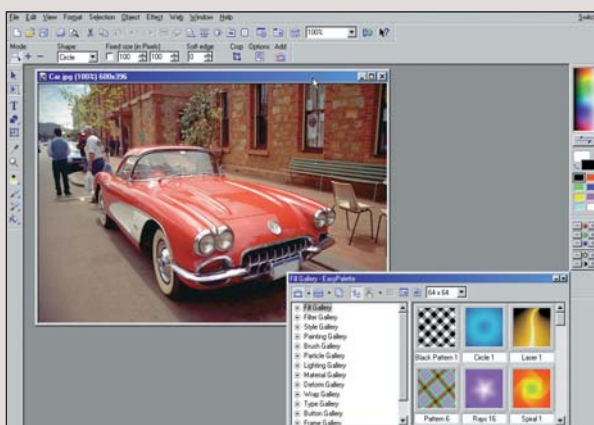 File Edit View Format Selection Object Effect Web Window Help
Switch
100%
Mode: Shape: Fixed size (in Pixels) Soft edge: Crop Options Add
Circle 100 100 0
Car.jpg (100%) 600x396
Fill Gallery - EasyPalette
64 x 64
Fill Gallery
Filter Gallery
Style Gallery
Painting Gallery
Brush Gallery
Particle Gallery
Lighting Gallery
Material Gallery
Deform Gallery
Wrap Gallery
Type Gallery
Button Gallery
Frame Gallery
Black Pattern 1 Circle 1 Laser 1
Pattern 6 Rays 16 Spiral 1